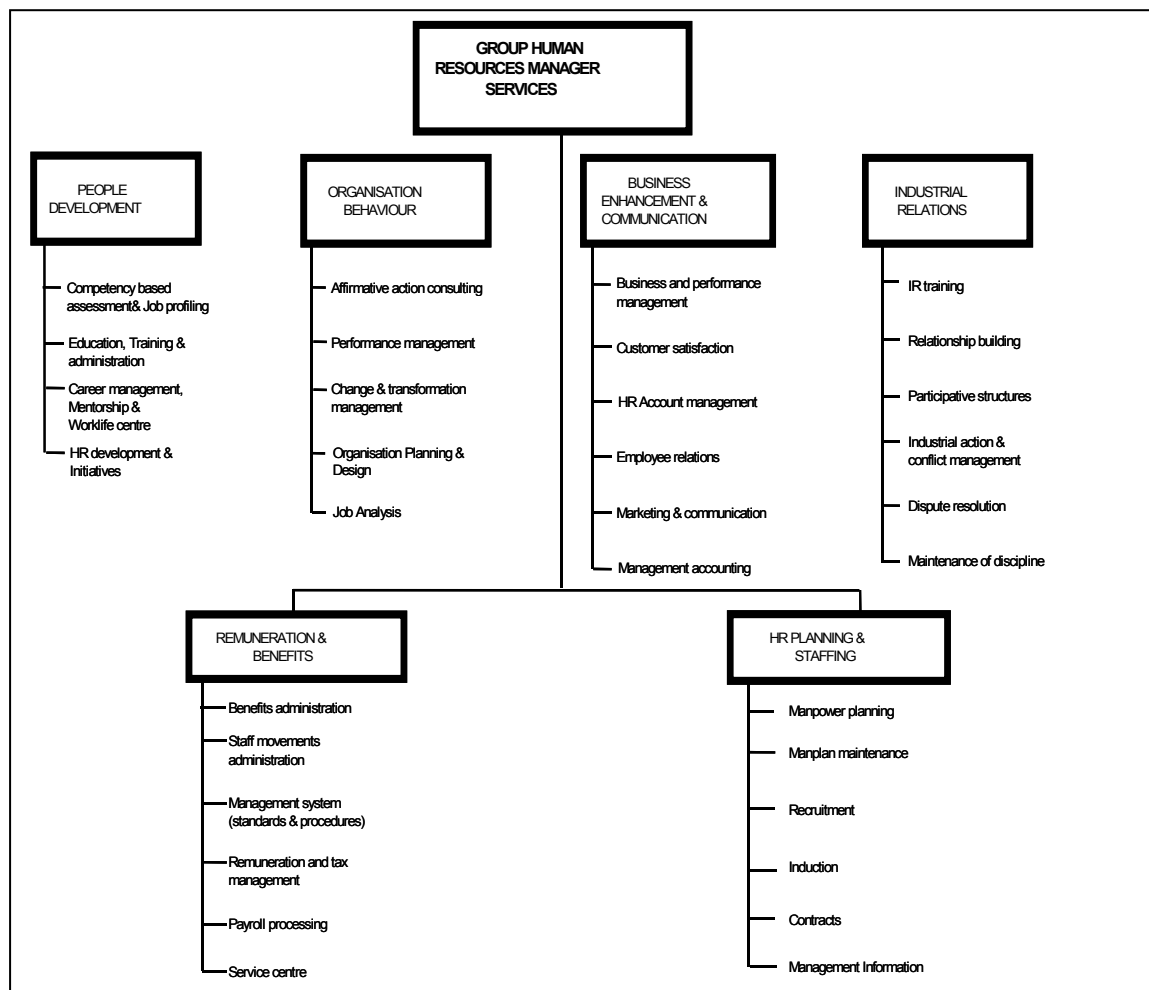 GROUP HUMAN
RESOURCES MANAGER
SERVICES
PEOPLE
DEVELOPMENT
Competency based
assessment& Job profiling
Education, Training &
administration
Career management,
Mentorship &
Worklife centre
HR development &
Initiatives
ORGANISATION
BEHAVIOUR
Affirmative action consulting
Performance management
Change & transformation
management
Organisation Planning &
Design
Job Analysis
BUSINESS
ENHANCEMENT &
COMMUNICATION
Business and performance
management
Customer satisfaction
HR Account management
Employee relations
Marketing & communication
Management accounting
INDUSTRIAL
RELATIONS
IR training
Relationship building
Participative structures
Industrial action &
conflict management
Dispute resolution
Maintenance of discipline
REMUNERATION &
BENEFITS
Benefits administration
Staff movements
administration
Management system
(standards & procedures)
Remuneration and tax
management
Payroll processing
Service centre
HR PLANNING &
STAFFING
Manpower planning
Manplan maintenance
Recruitment
Induction
Contracts
Management Information